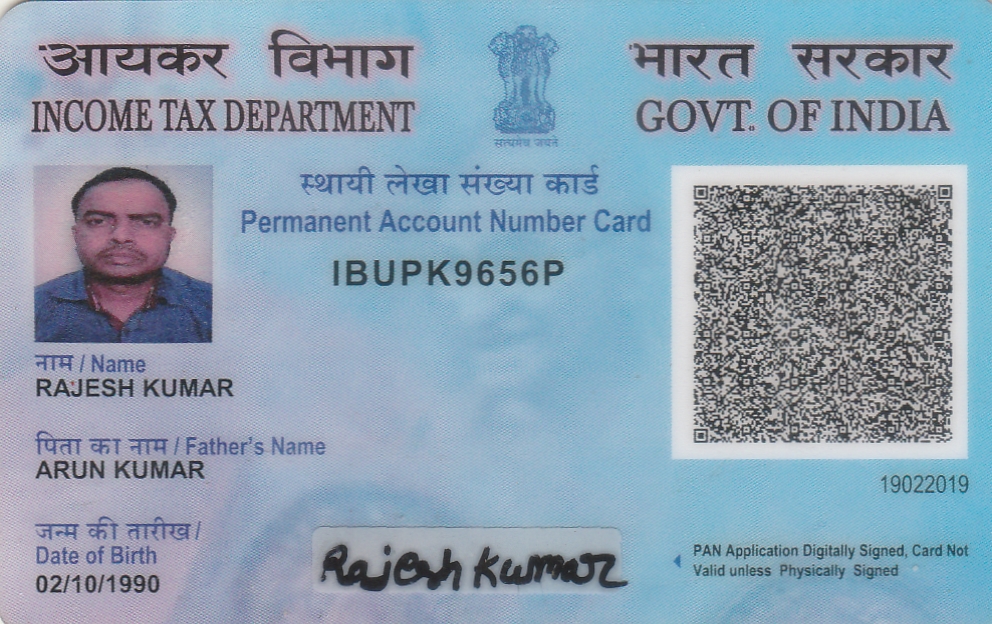 आयकर विभाग
INCOME TAX DEPARTMENT
सत्यमेव जयते
भारत सरकार
GOVT. OF INDIA
स्थायी लेखा संख्या कार्ड
Permanent Account Number Card
IBUPK9656P
नाम / Name
RAJESH KUMAR
पिता का नाम / Father's Name
ARUN KUMAR
जन्म की तारीख /
Date of Birth
02/10/1990
Rajesh Kumar
19022019
PAN Application Digitally Signed, Card Not
Valid unless Physically Signed